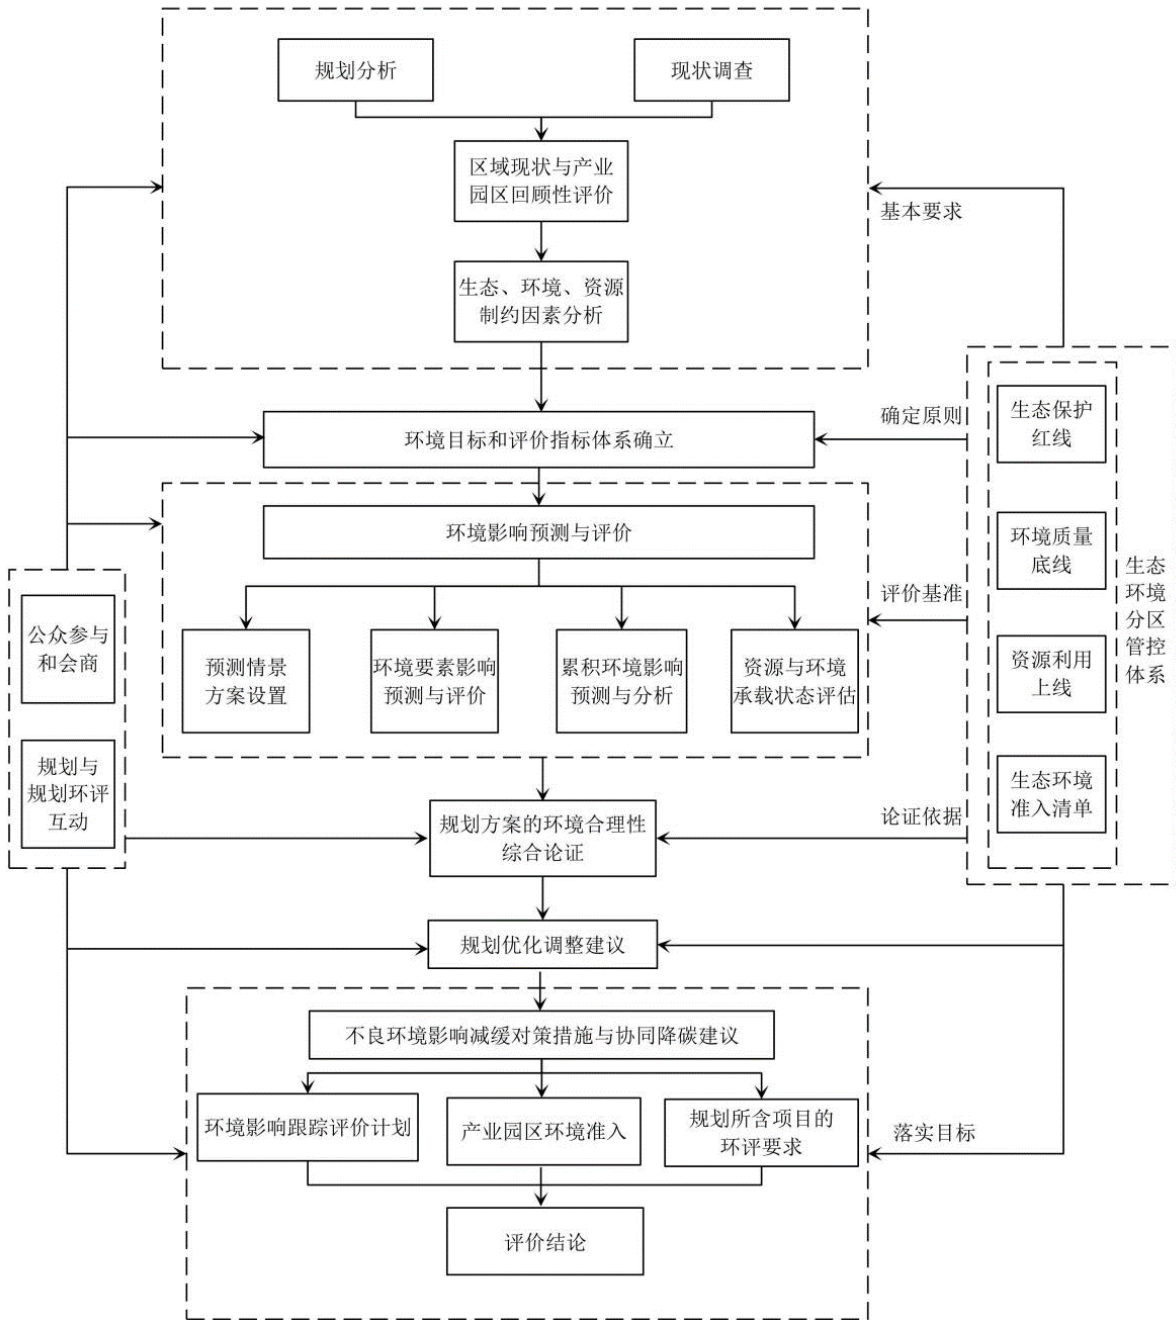 规划分析
现状调查
区域现状与产业
园区回顾性评价
基本要求
生态、环境、资源
制约因素分析
确定原则
环境目标和评价指标体系确立
生态保护
红线
环境影响预测与评价
环境质量
底线
生态
环境
分区
管控
体系
评价基准
公众参与
和会商
预测情景
方案设置
环境要素影响
预测与评价
累积环境影响
预测与分析
资源与环境
承载状态评估
资源利用
上线
规划与
规划环评
互动
生态环境
准入清单
规划方案的环境合理性
综合论证
论证依据
规划优化调整建议
不良环境影响减缓对策措施与协同降碳建议
环境影响跟踪评价计划
产业园区环境准入
规划所含项目的
环评要求
落实目标
评价结论